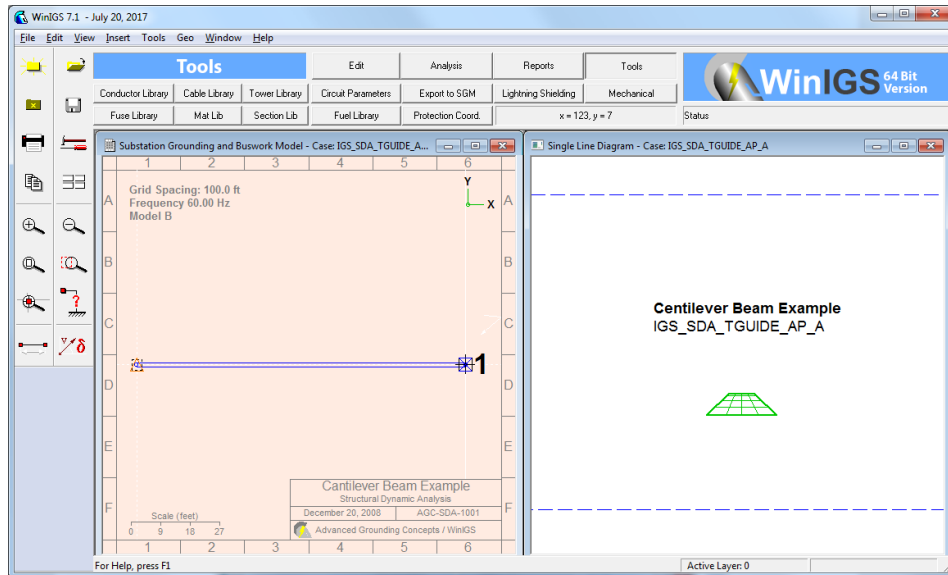 WinIGS 7.1 - July 20, 2017
File Edit View Insert Tools Geo Window Help
Tools
Edit Analysis Reports Tools
WinIGS 64 Bit Version
Conductor Library Cable Library Tower Library Circuit Parameters Export to SGM Lightning Shielding Mechanical
Fuse Library Mat Lib Section Lib Fuel Library Protection Coord. x = 123, y = 7 Status
Substation Grounding and Buswork Model - Case: IGS_SDA_TGUIDE_A...
1 2 3 4 5 6
Grid Spacing: 100.0 ft
Frequency 60.00 Hz
Model B
Y
X
A A
B B
C C
1
D D
E E
F F
Cantilever Beam Example
Structural Dynamic Analysis
December 20, 2008 AGC-SDA-1001
Advanced Grounding Concepts / WinIGS
Scale (feet)
0 9 18 27
1 2 3 4 5 6
Single Line Diagram - Case: IGS_SDA_TGUIDE_AP_A
Centilever Beam Example
IGS_SDA_TGUIDE_AP_A
For Help, press F1
Active Layer: 0